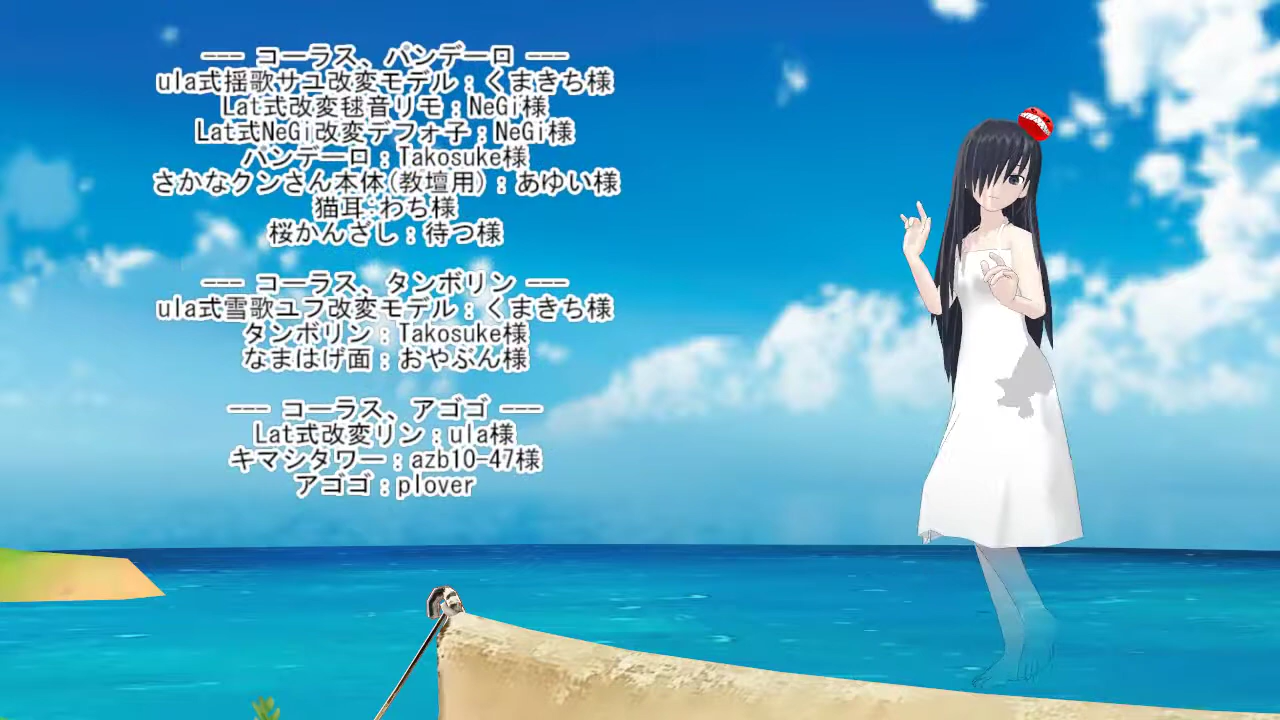 --- コーラス、パンデーロ ---
ula式揺歌サユ改変モデル：くまきち様
Lat式改変毬音リモ：NeGi様
Lat式NeGi改変デフォ子：NeGi様
パンデーロ：Takosuke様
さかなクンさん本体(教壇用)：あゆい様
猫耳:わち様
桜かんざし：待つ様
--- コーラス、タンボリン ---
ula式雪歌ユフ改変モデル：くまきち様
タンボリン：Takosuke様
なまはげ面：おやぶん様
--- コーラス、アゴゴ ---
Lat式改変リン：ula様
キマシタワー：azb10-47様
アゴゴ：plover